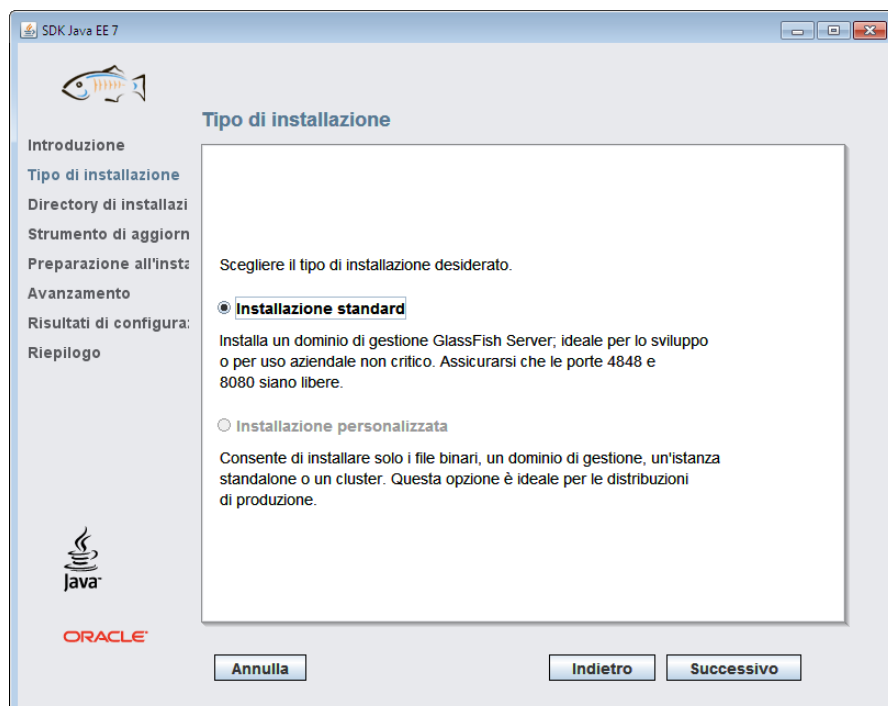 SDK Java EE 7
Tipo di installazione
Introduzione
Tipo di installazione
Directory di installazi
Strumento di aggiorn
Preparazione all'insta
Avanzamento
Risultati di configura:
Riepilogo
Scegliere il tipo di installazione desiderato.
Installazione standard
Installa un dominio di gestione GlassFish Server; ideale per lo sviluppo
o per uso aziendale non critico. Assicurarsi che le porte 4848 e
8080 siano libere.
Installazione personalizzata
Consente di installare solo i file binari, un dominio di gestione, un'istanza
standalone o un cluster. Questa opzione è ideale per le distribuzioni
di produzione.
Java
ORACLE
Annulla
Indietro
Successivo